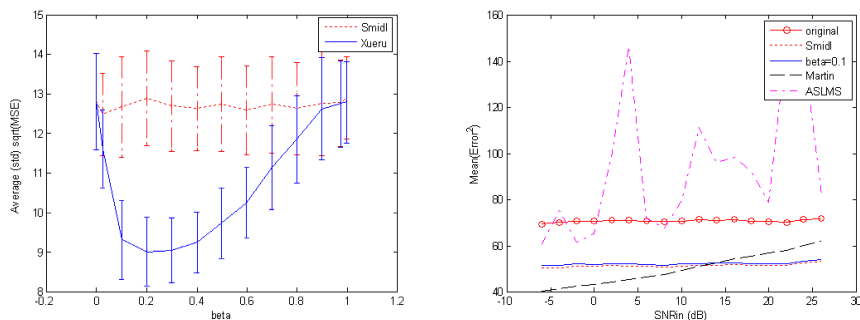 15
14
13
12
11
10
9
8
-0.2
0
0.2
0.4
0.6
0.8
1
1.2
Average (std) sqrt(MSE)
beta
Smidl
Xueru
160
140
120
100
80
60
40
-10
-5
0
5
10
15
20
25
30
Mean(Error²)
SNRin (dB)
original
Smidl
beta=0.1
Martin
ASLMS